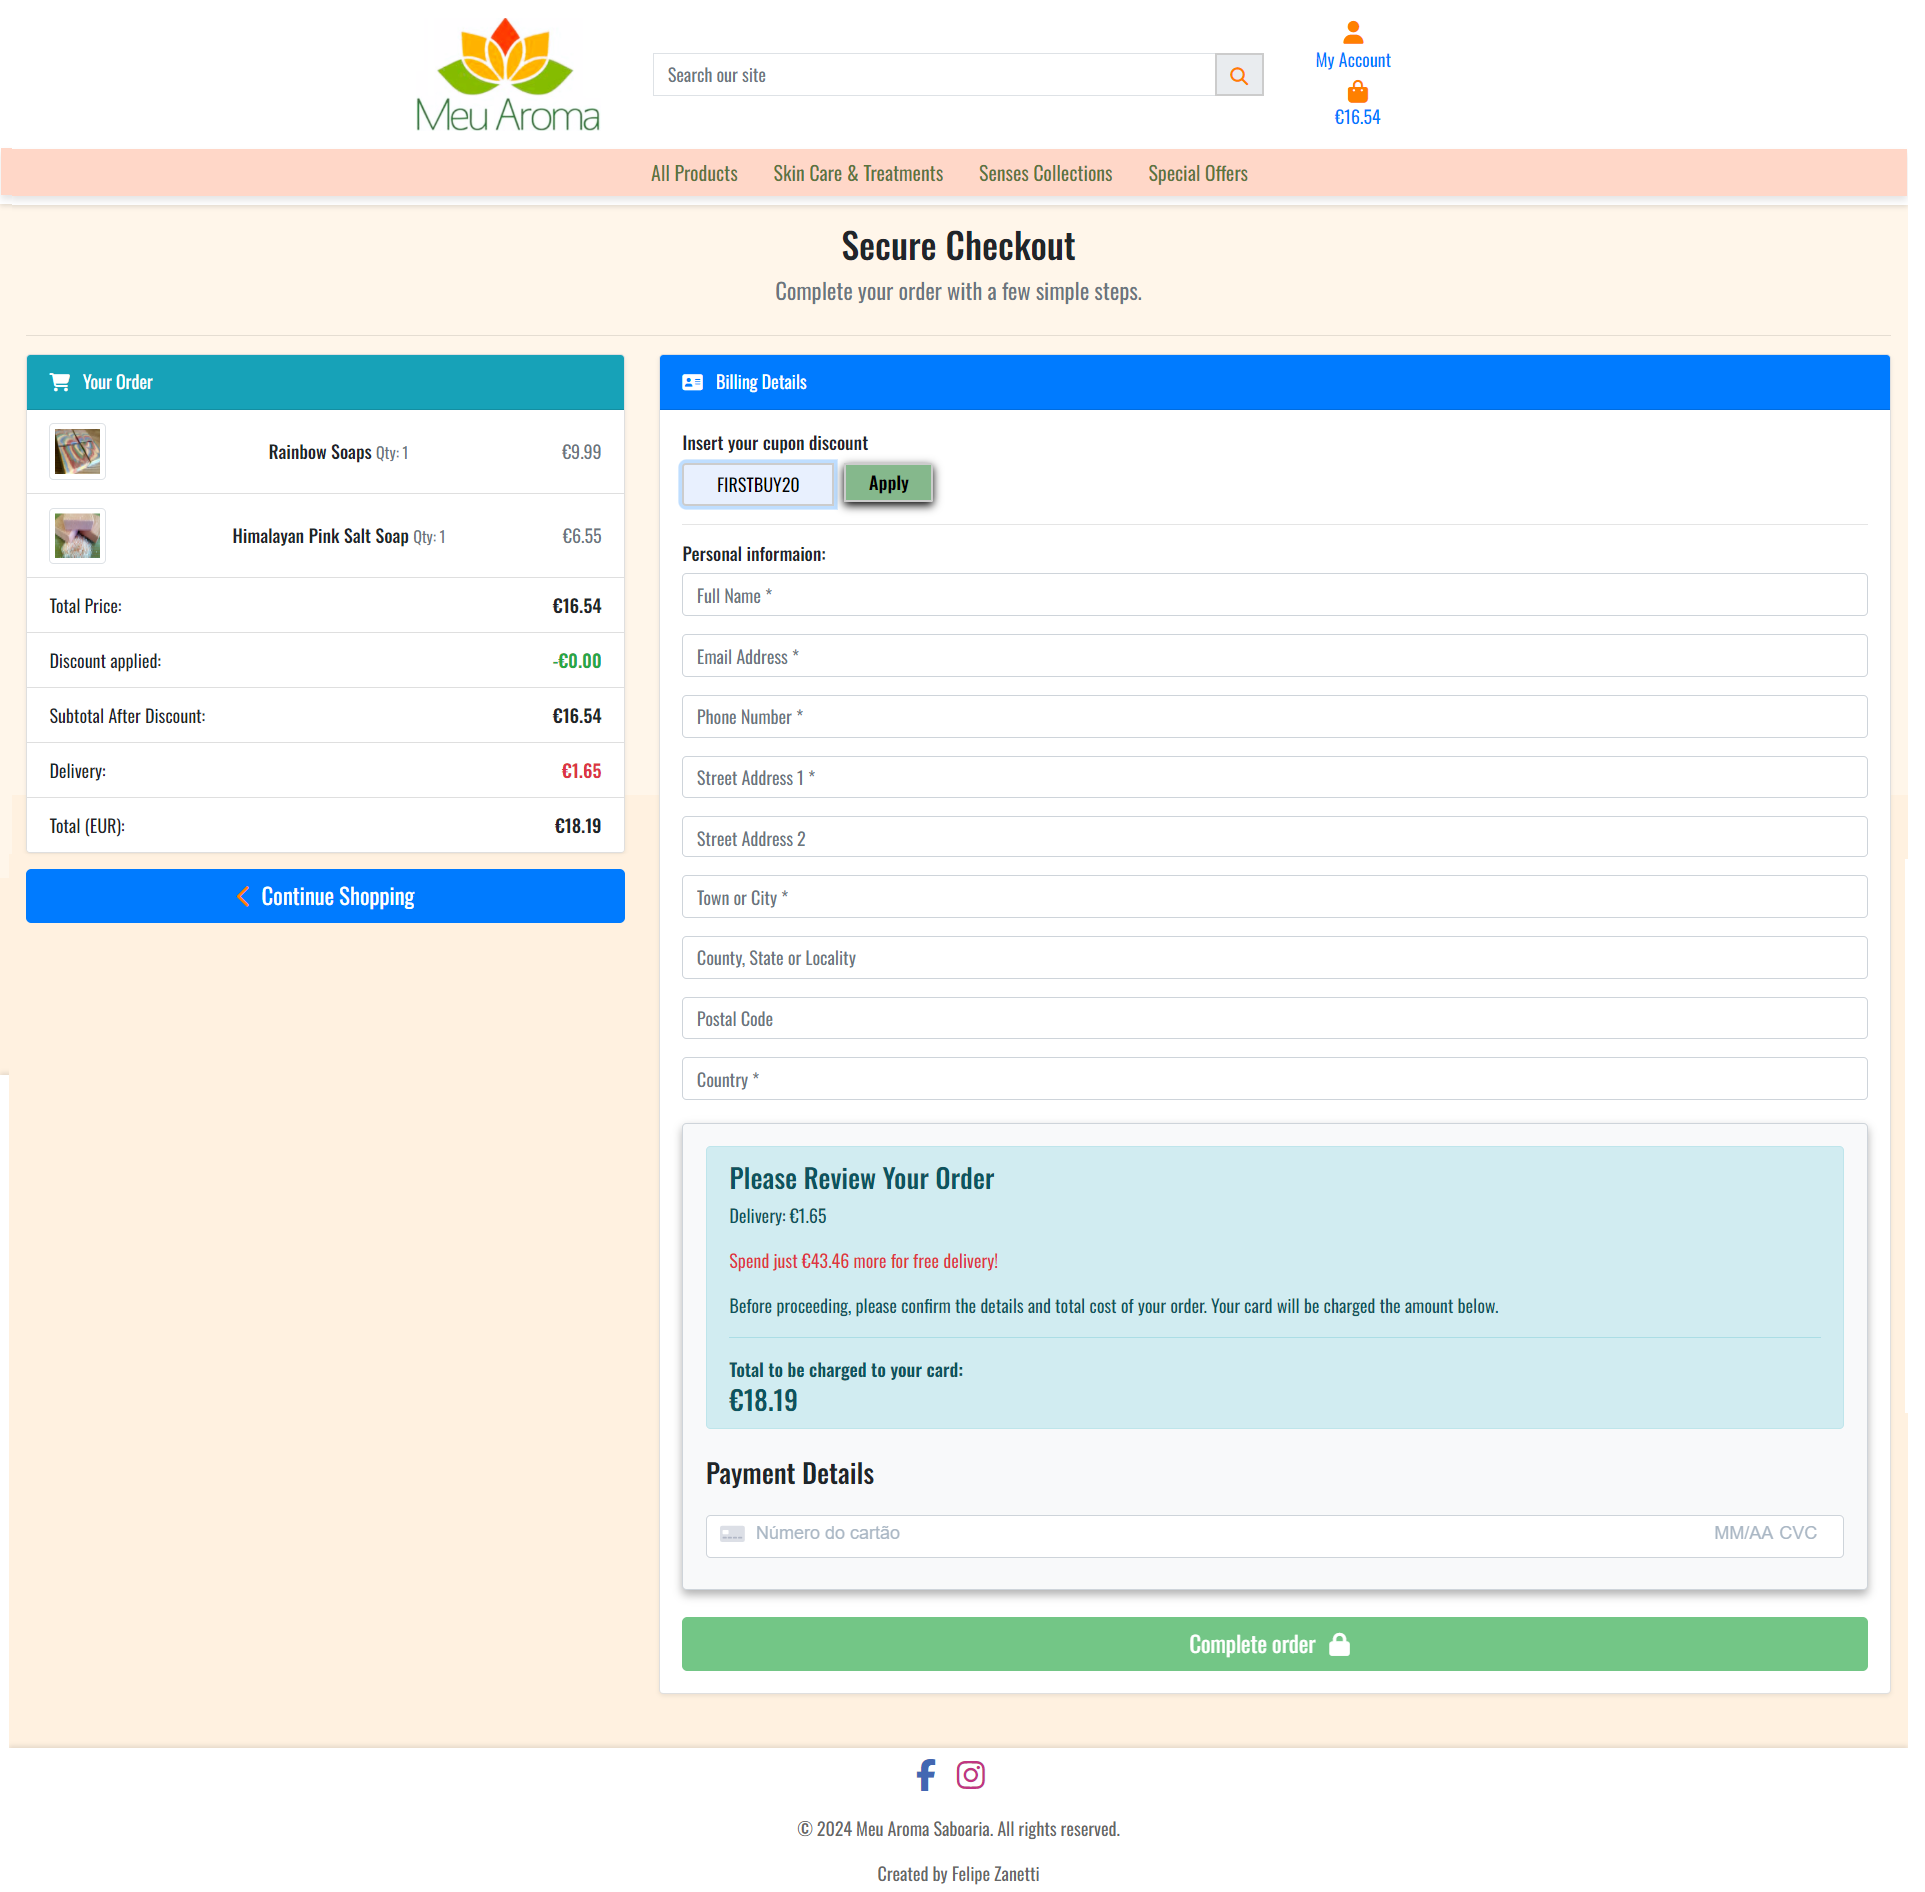 Meu Aroma
Search our site
My Account
€16.54
All Products Skin Care & Treatments Senses Collections Special Offers
Secure Checkout
Complete your order with a few simple steps.
Your Order
Rainbow Soaps Qty: 1 €9.99
Himalayan Pink Salt Soap Qty: 1 €6.55
Total Price: €16.54
Discount applied: -€0.00
Subtotal After Discount: €16.54
Delivery: €1.65
Total (EUR): €18.19
Continue Shopping
Billing Details
Insert your cupon discount
FIRSTBUY20 Apply
Personal informaion:
Full Name *
Email Address *
Phone Number *
Street Address 1 *
Street Address 2
Town or City *
County, State or Locality
Postal Code
Country *
Please Review Your Order
Delivery: €1.65
Spend just €43.46 more for free delivery!
Before proceeding, please confirm the details and total cost of your order. Your card will be charged the amount below.
Total to be charged to your card:
€18.19
Payment Details
Número do cartão MM/AA CVC
Complete order
© 2024 Meu Aroma Saboaria. All rights reserved.
Created by Felipe Zanetti